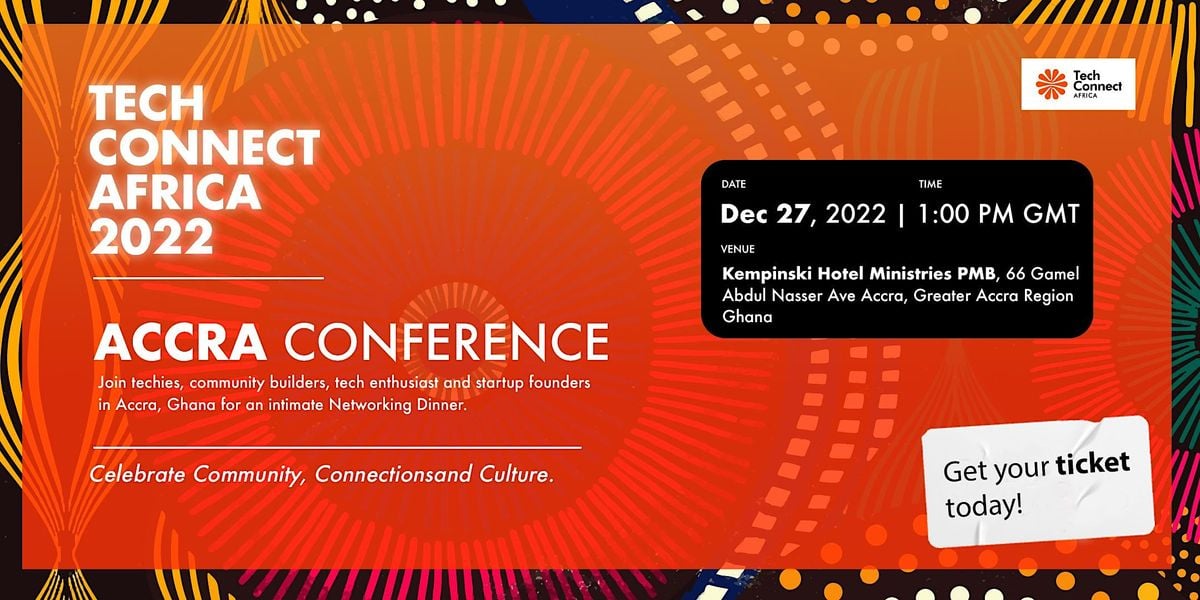 TECH
CONNECT
AFRICA
2022
ACCRA CONFERENCE
Join techies, community builders, tech enthusiast and startup founders
in Accra, Ghana for an intimate Networking Dinner.
Celebrate Community, Connectionsand Culture.
Tech
Connect
AFRICA
DATE TIME
Dec 27, 2022 | 1:00 PM GMT
VENUE
Kempinski Hotel Ministries PMB, 66 Gamel
Abdul Nasser Ave Accra, Greater Accra Region
Ghana
Get your ticket
today!